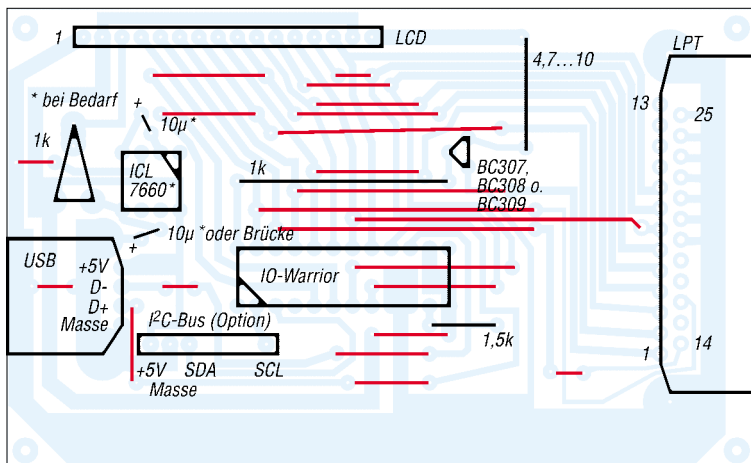 1
LCD
4,7...10
LPT
* bei Bedarf
+
10µ *
13
25
1k
ICL
7660*
1k
BC307,
BC308 o.
BC309
10µ *oder Brücke
+
USB
+5V
D-
D+
Masse
IO-Warrior
I²C-Bus (Option)
1,5k
1
14
+5V SDA SCL
Masse